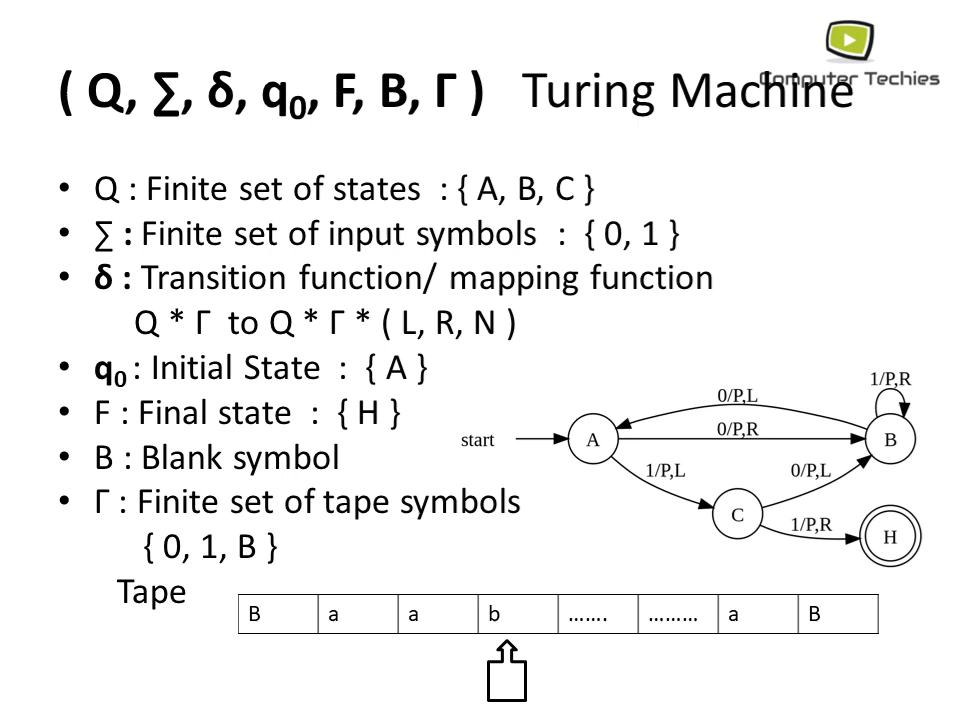 Computer Techies
( Q, ∑, δ, q₀, F, B, Γ ) Turing Machine
• Q : Finite set of states : { A, B, C }
• ∑ : Finite set of input symbols : { 0, 1 }
• δ : Transition function/ mapping function
Q * Γ to Q * Γ * ( L, R, N )
• q₀ : Initial State : { A }
• F : Final state : { H }
• B : Blank symbol
• Γ : Finite set of tape symbols
{ 0, 1, B }
Tape
1/P,R
0/P,L
start
A
0/P,R
B
1/P,L
0/P,L
C
1/P,R
H
B a a b ……. ……… a B